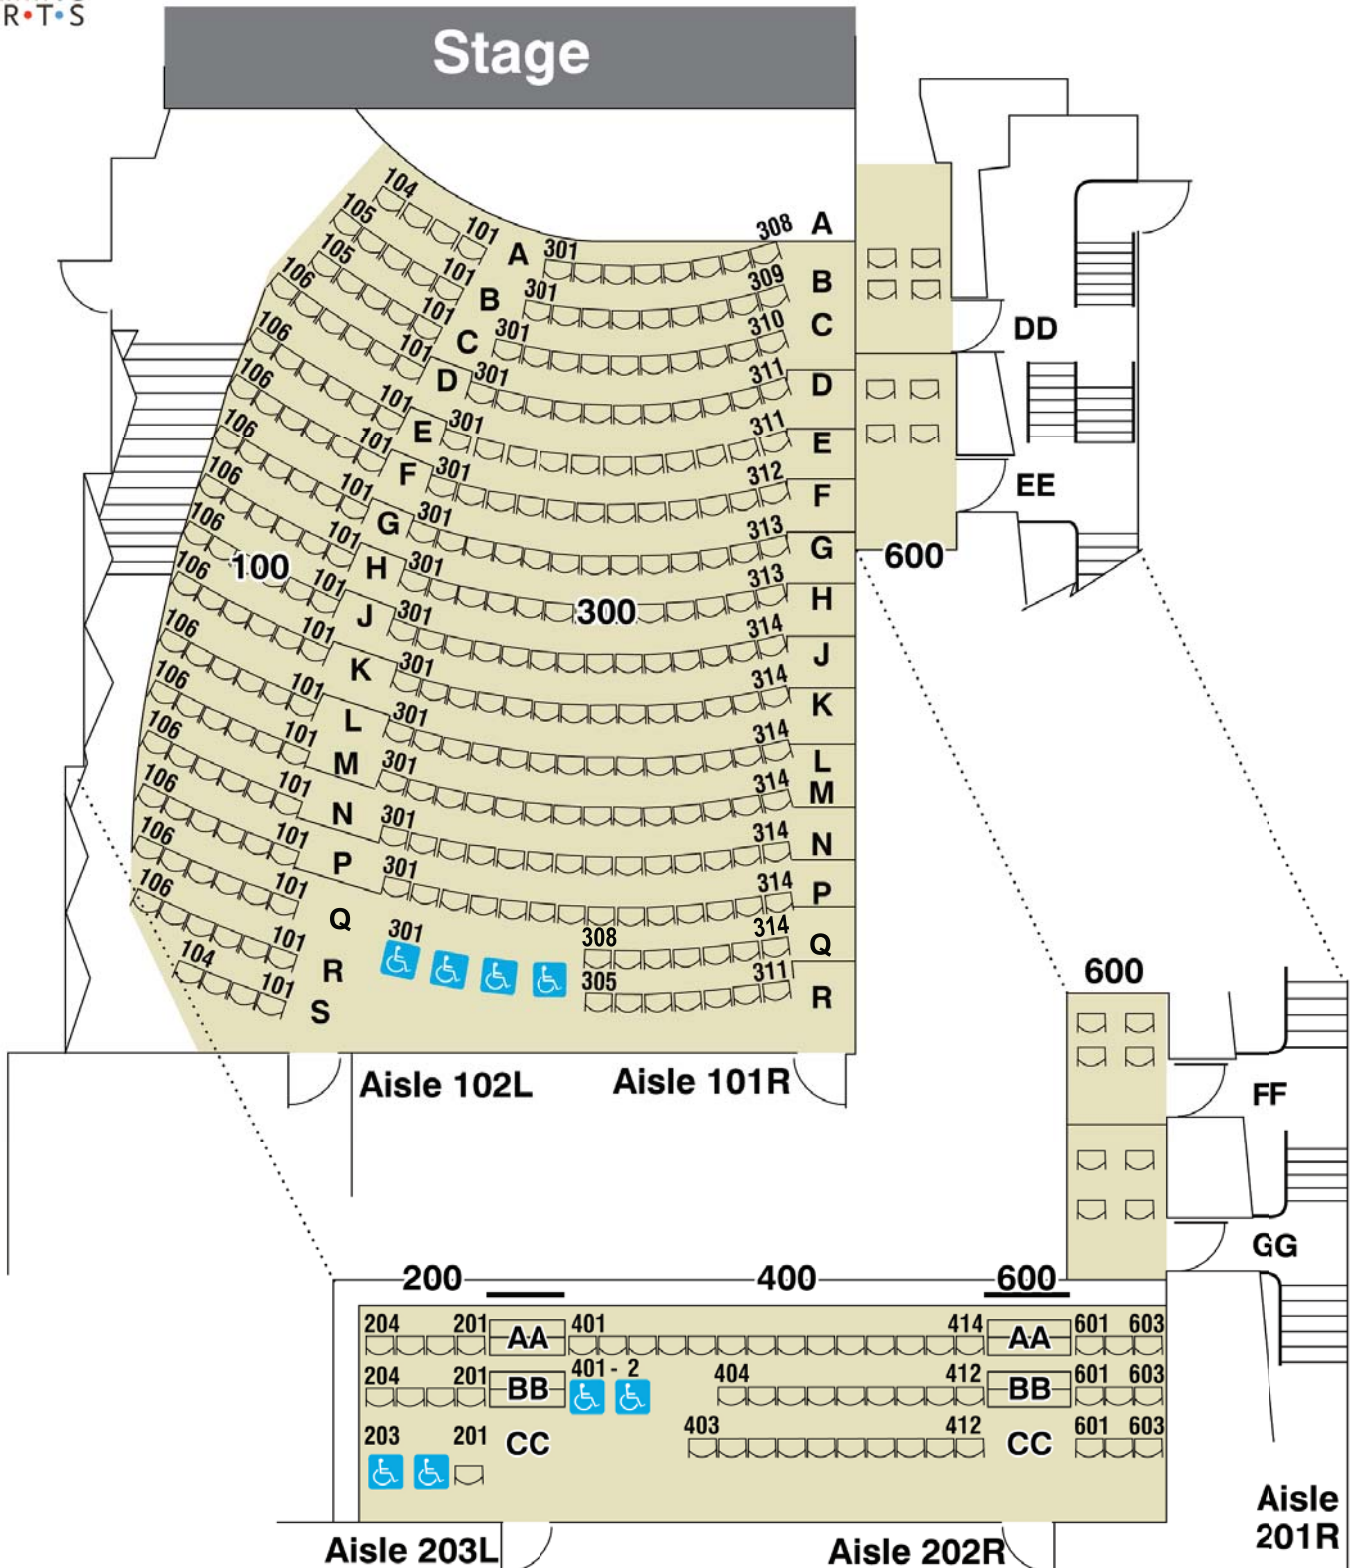 R•T•S
Stage
104
101
A
301
308
A
105
101
B
301
309
B
105
101
C
301
310
C
106
101
D
301
311
D
106
101
E
301
311
E
106
101
F
301
312
F
106
101
G
301
313
G
106
101
H
301
313
H
106
101
J
301
314
J
106
101
K
301
314
K
106
101
L
301
314
L
106
101
M
301
314
M
106
101
N
301
314
N
106
101
P
301
314
P
106
101
Q
301
308
314
Q
106
101
R
305
311
R
104
101
S
100
300
DD
EE
600
Aisle 102L
Aisle 101R
600
FF
GG
200
400
600
204
201
AA
401
414
AA
601
603
204
201
BB
401 - 2
404
412
BB
601
603
203
201
CC
403
412
CC
601
603
Aisle 203L
Aisle 202R
Aisle
201R